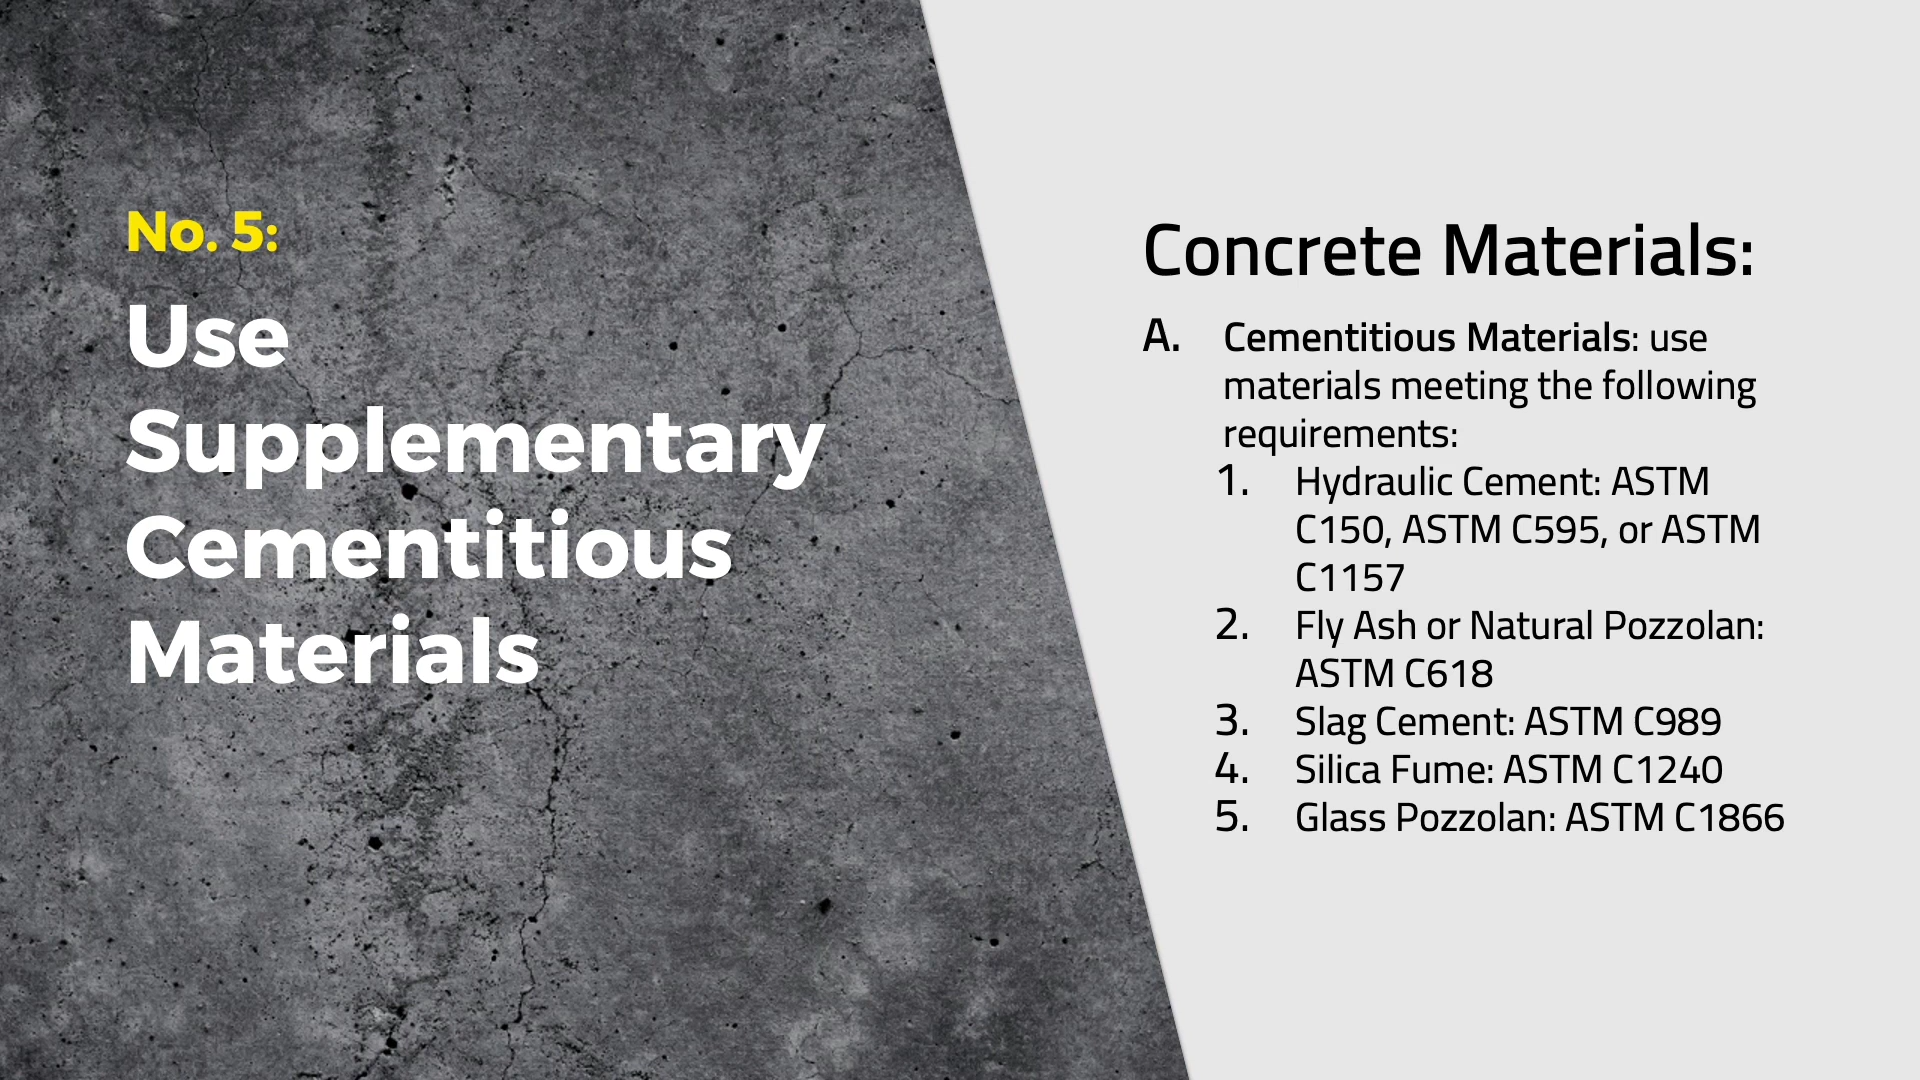 No. 5:
Use
Supplementary
Cementitious
Materials
Concrete Materials:
A. Cementitious Materials: use
materials meeting the following
requirements:
1. Hydraulic Cement: ASTM
C150, ASTM C595, or ASTM
C1157
2. Fly Ash or Natural Pozzolan:
ASTM C618
3. Slag Cement: ASTM C989
4. Silica Fume: ASTM C1240
5. Glass Pozzolan: ASTM C1866